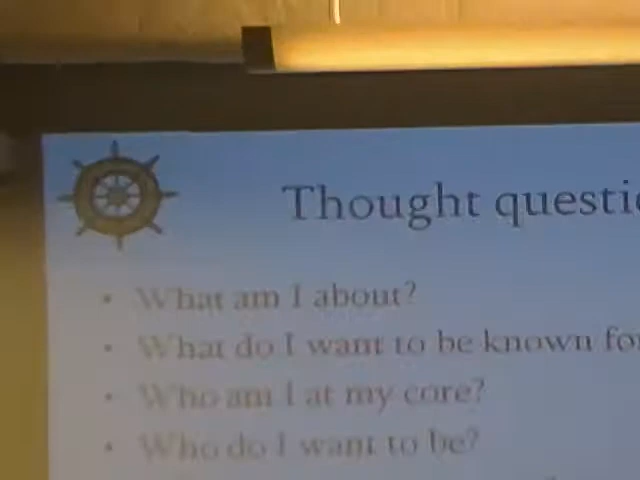 Thought questi
• What am I about?
• What do I want to be known for
• Who am I at my core?
• Who do I want to be?